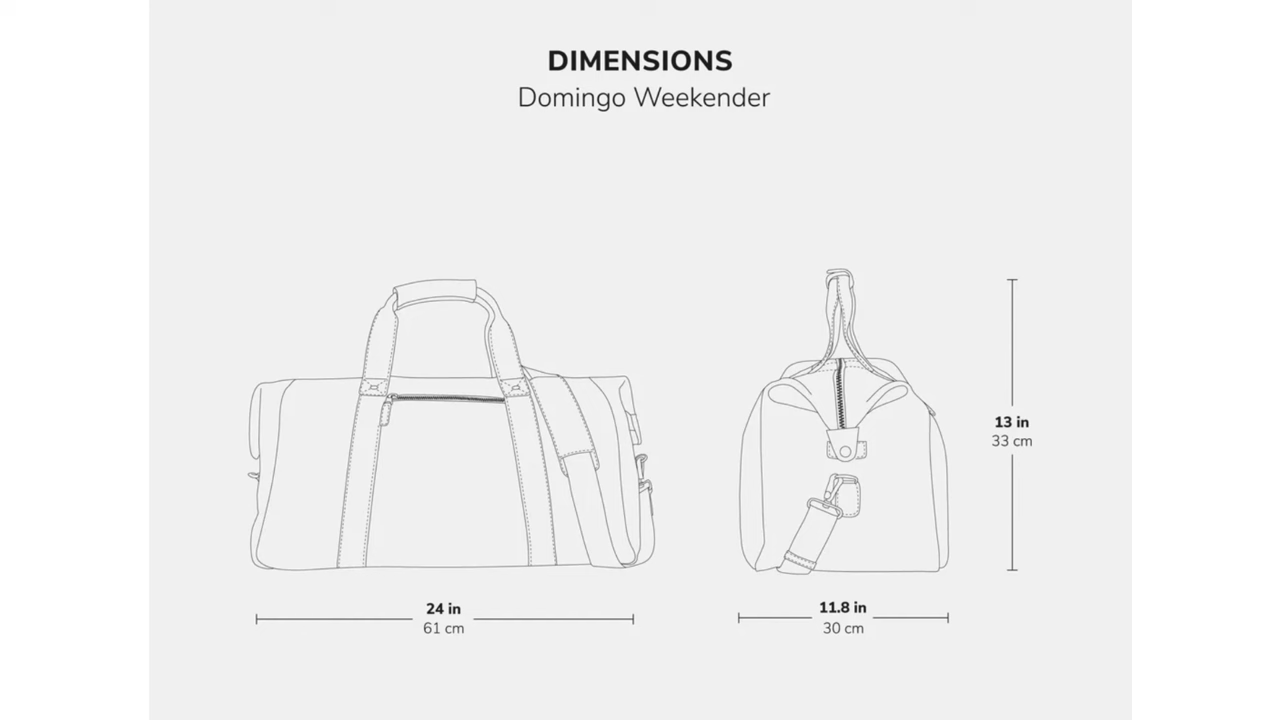 DIMENSIONS
Domingo Weekender
13 in
33 cm
24 in
61 cm
11.8 in
30 cm